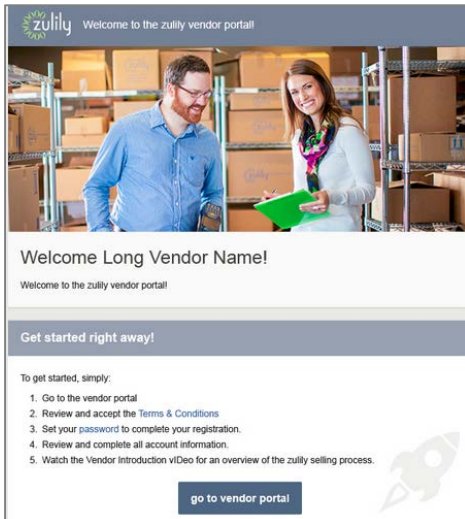 zulily Welcome to the zulily vendor portal!
Welcome Long Vendor Name!
Welcome to the zulily vendor portal!
Get started right away!
To get started, simply:
1. Go to the vendor portal
2. Review and accept the Terms & Conditions
3. Set your password to complete your registration.
4. Review and complete all account information.
5. Watch the Vendor Introduction vIDeo for an overview of the zulily selling process.
go to vendor portal